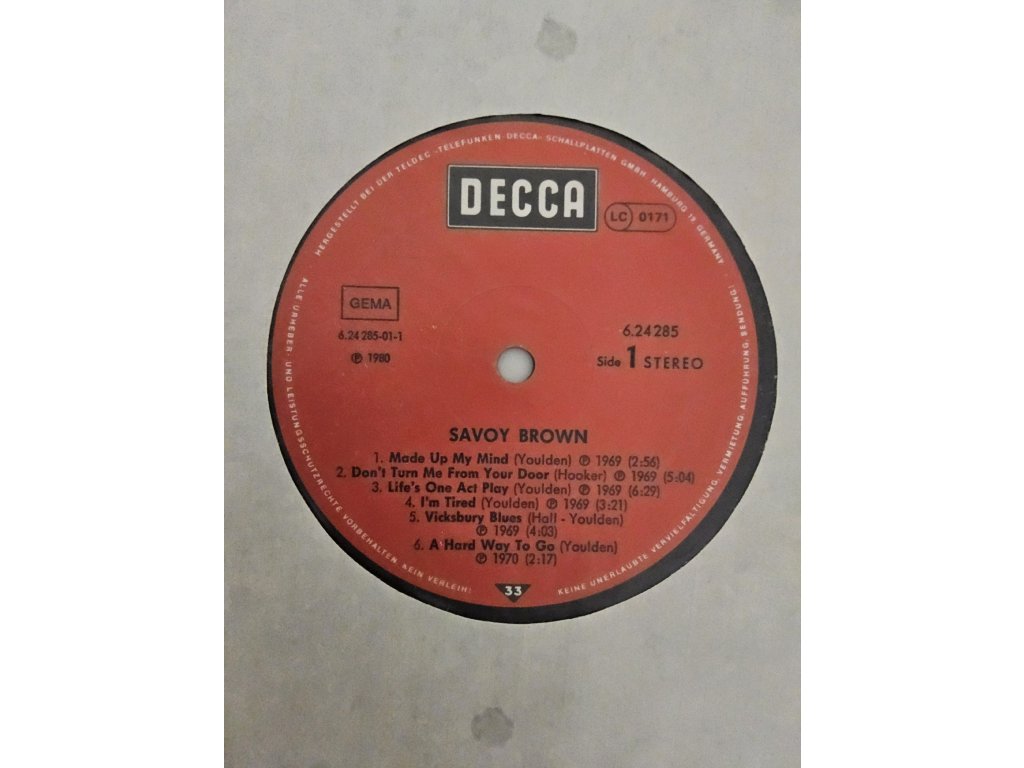 HERGESTELLT BEI DER TELDEC »TELEFUNKEN DECCA« SCHALLPLATTEN GMBH, HAMBURG 19 GERMANY
DECCA
LC 0171
GEMA
6.24 285-01-1
℗ 1980
6.24 285
Side 1 STEREO
SAVOY BROWN
1. Made Up My Mind (Youlden) ℗ 1969 (2:56)
2. Don't Turn Me From Your Door (Hooker) ℗ 1969 (5:04)
3. Life's One Act Play (Youlden) ℗ 1969 (6:29)
4. I'm Tired (Youlden) ℗ 1969 (3:21)
5. Vicksbury Blues (Hall - Youlden)
℗ 1969 (4:03)
6. A Hard Way To Go (Youlden)
℗ 1970 (2:17)
33
ALLE URHEBER- UND LEISTUNGSSCHUTZRECHTE VORBEHALTEN. KEIN VERLEIH!
KEINE UNERLAUBTE VERVIELFÄLTIGUNG, VERMIETUNG, AUFFÜHRUNG, SENDUNG!